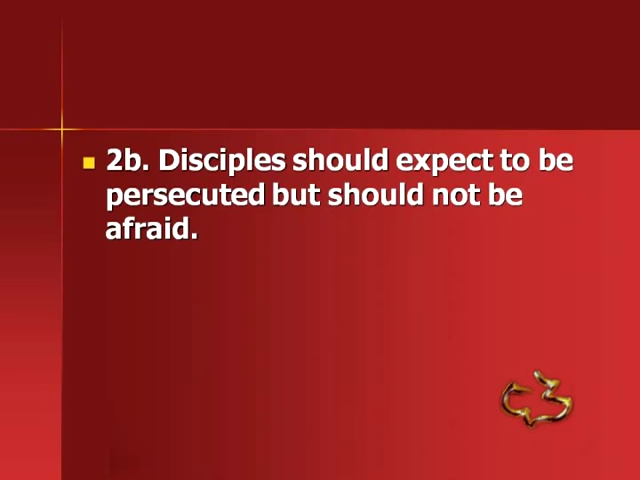 2b. Disciples should expect to be
persecuted but should not be
afraid.